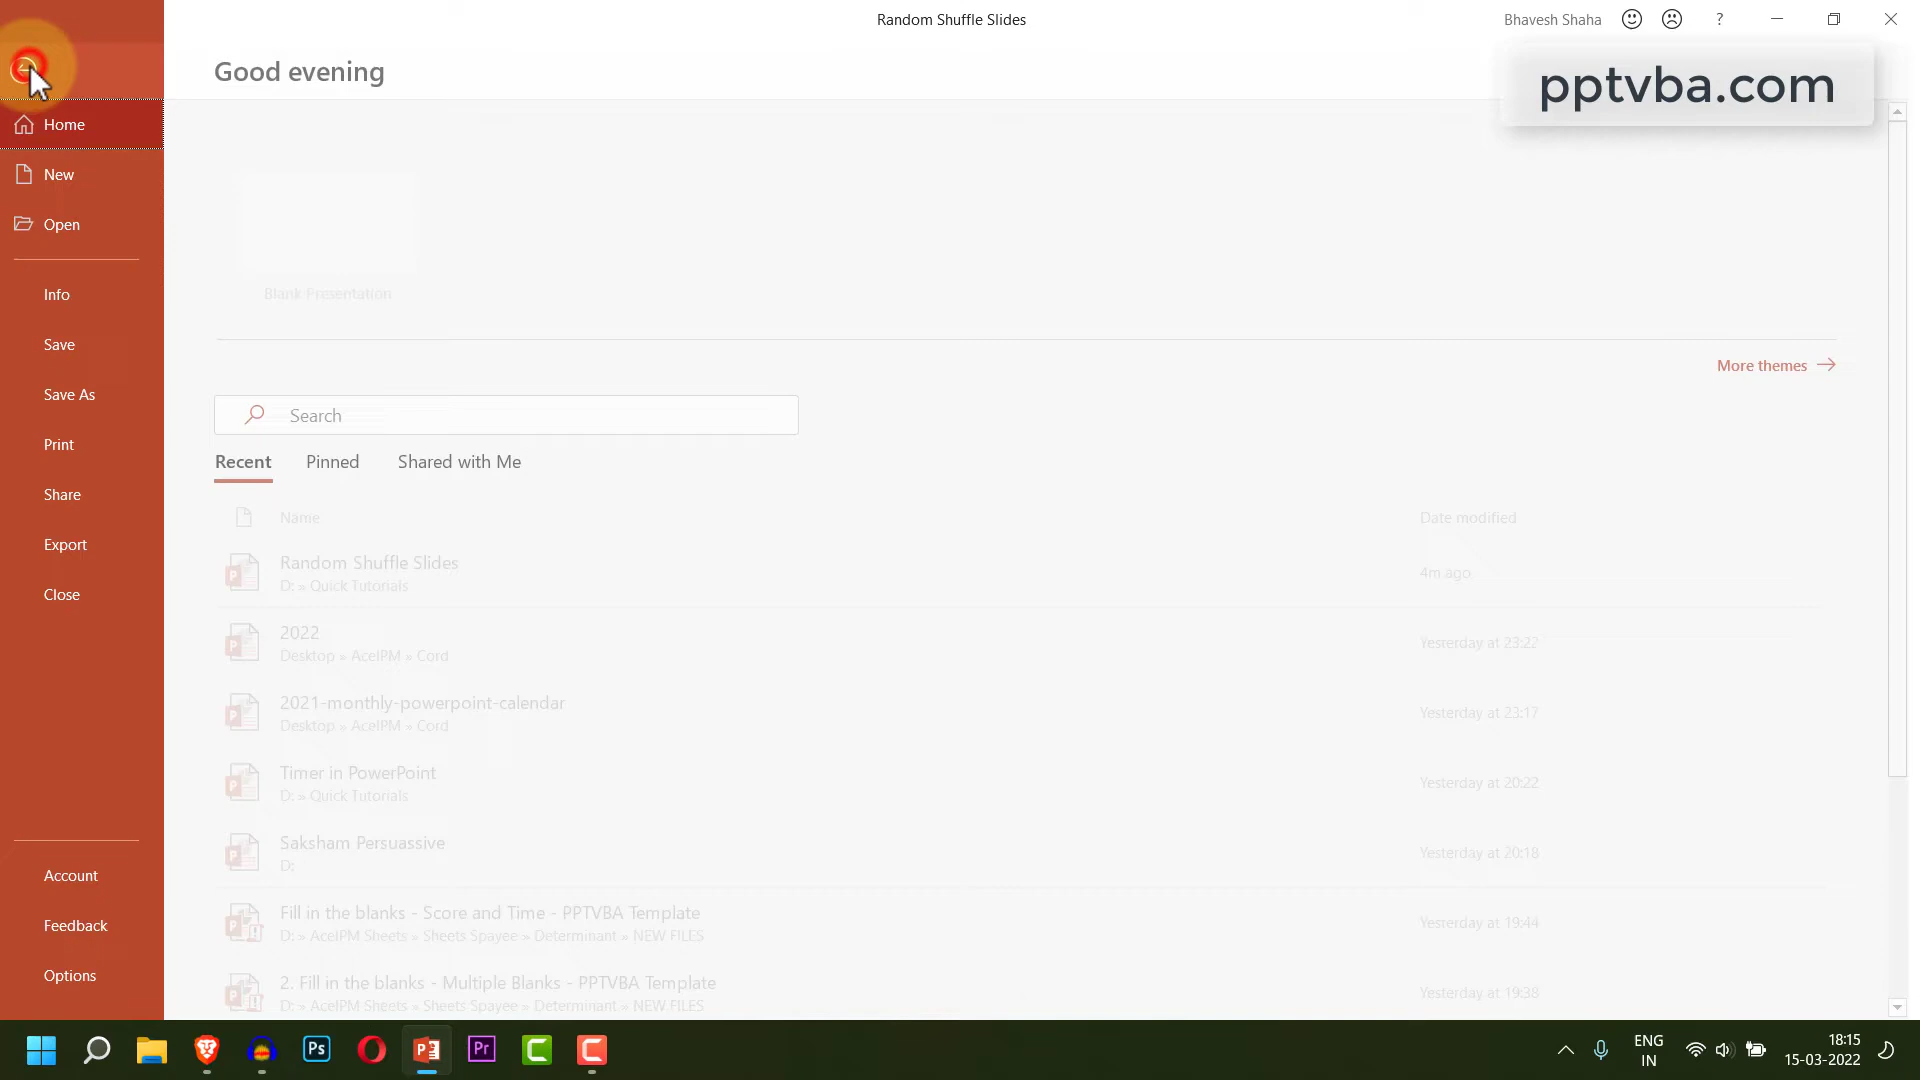 Random Shuffle Slides
Bhavesh Shaha
?
pptvba.com
Good evening
Home
New
Open
Info
Save
Save As
Print
Share
Export
Close
Account
Feedback
Options
Blank Presentation
More themes
Search
Recent Pinned Shared with Me
Name Date modified
Random Shuffle Slides
D: » Quick Tutorials
4m ago
2022
Desktop » AceIPM » Cord
Yesterday at 23:22
2021-monthly-powerpoint-calendar
Desktop » AceIPM » Cord
Yesterday at 23:17
Timer in PowerPoint
D: » Quick Tutorials
Yesterday at 20:22
Saksham Persuassive
D:
Yesterday at 20:18
Fill in the blanks - Score and Time - PPTVBA Template
D: » AceIPM Sheets » Sheets Spayee » Determinant » NEW FILES
Yesterday at 19:44
2. Fill in the blanks - Multiple Blanks - PPTVBA Template
D: » AceIPM Sheets » Sheets Spayee » Determinant » NEW FILES
Yesterday at 19:38
Ps
P
Pr
ENG
IN
18:15
15-03-2022